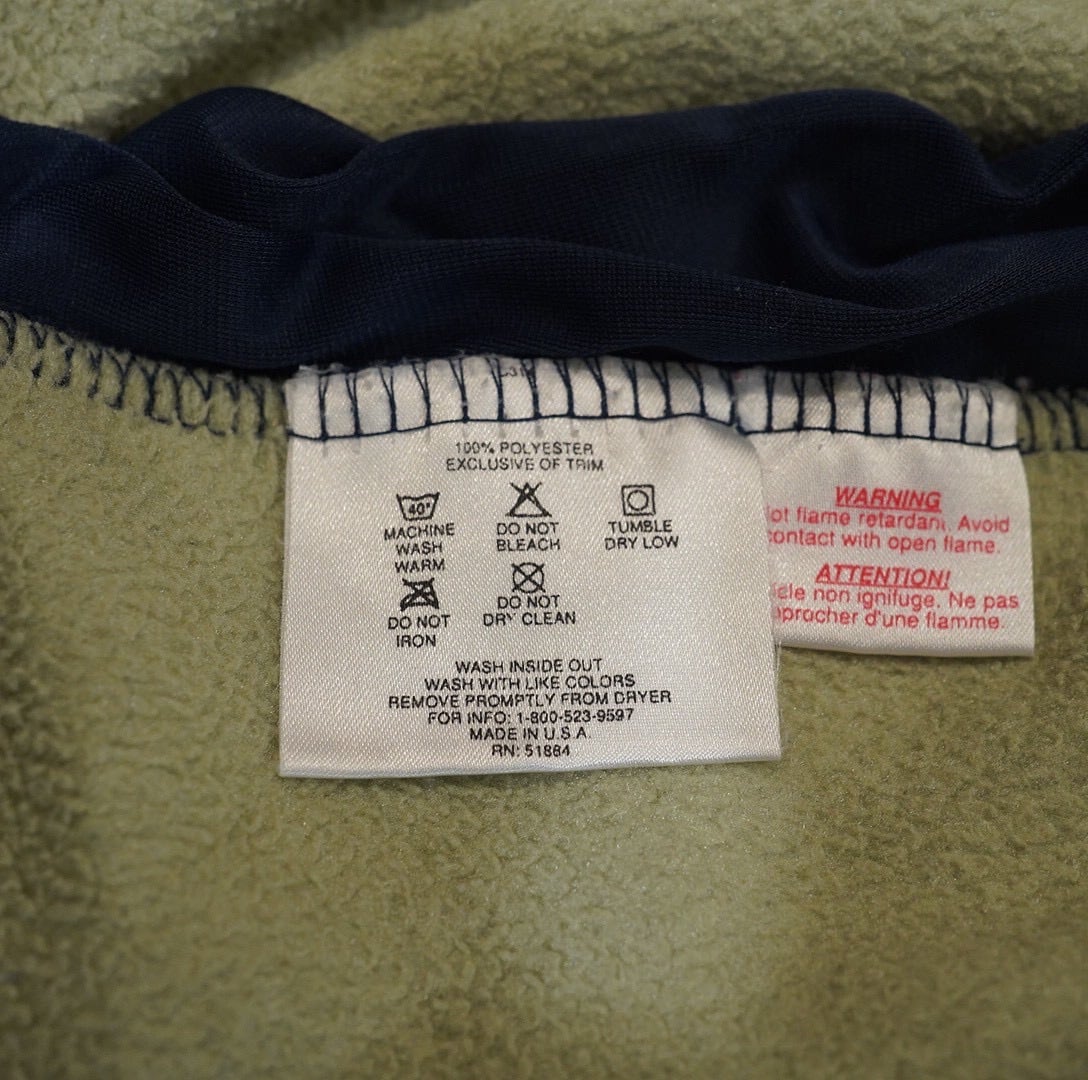 100% POLYESTER
EXCLUSIVE OF TRIM
40°
MACHINE
WASH
WARM
DO NOT
BLEACH
TUMBLE
DRY LOW
DO NOT
IRON
DO NOT
DRY CLEAN
WASH INSIDE OUT
WASH WITH LIKE COLORS
REMOVE PROMPTLY FROM DRYER
FOR INFO: 1-800-523-9597
MADE IN U.S.A.
RN: 51884
WARNING
flame retardant. Avoid
contact with open flame.
ATTENTION!
non ignifuge. Ne pas
d'une flamme.